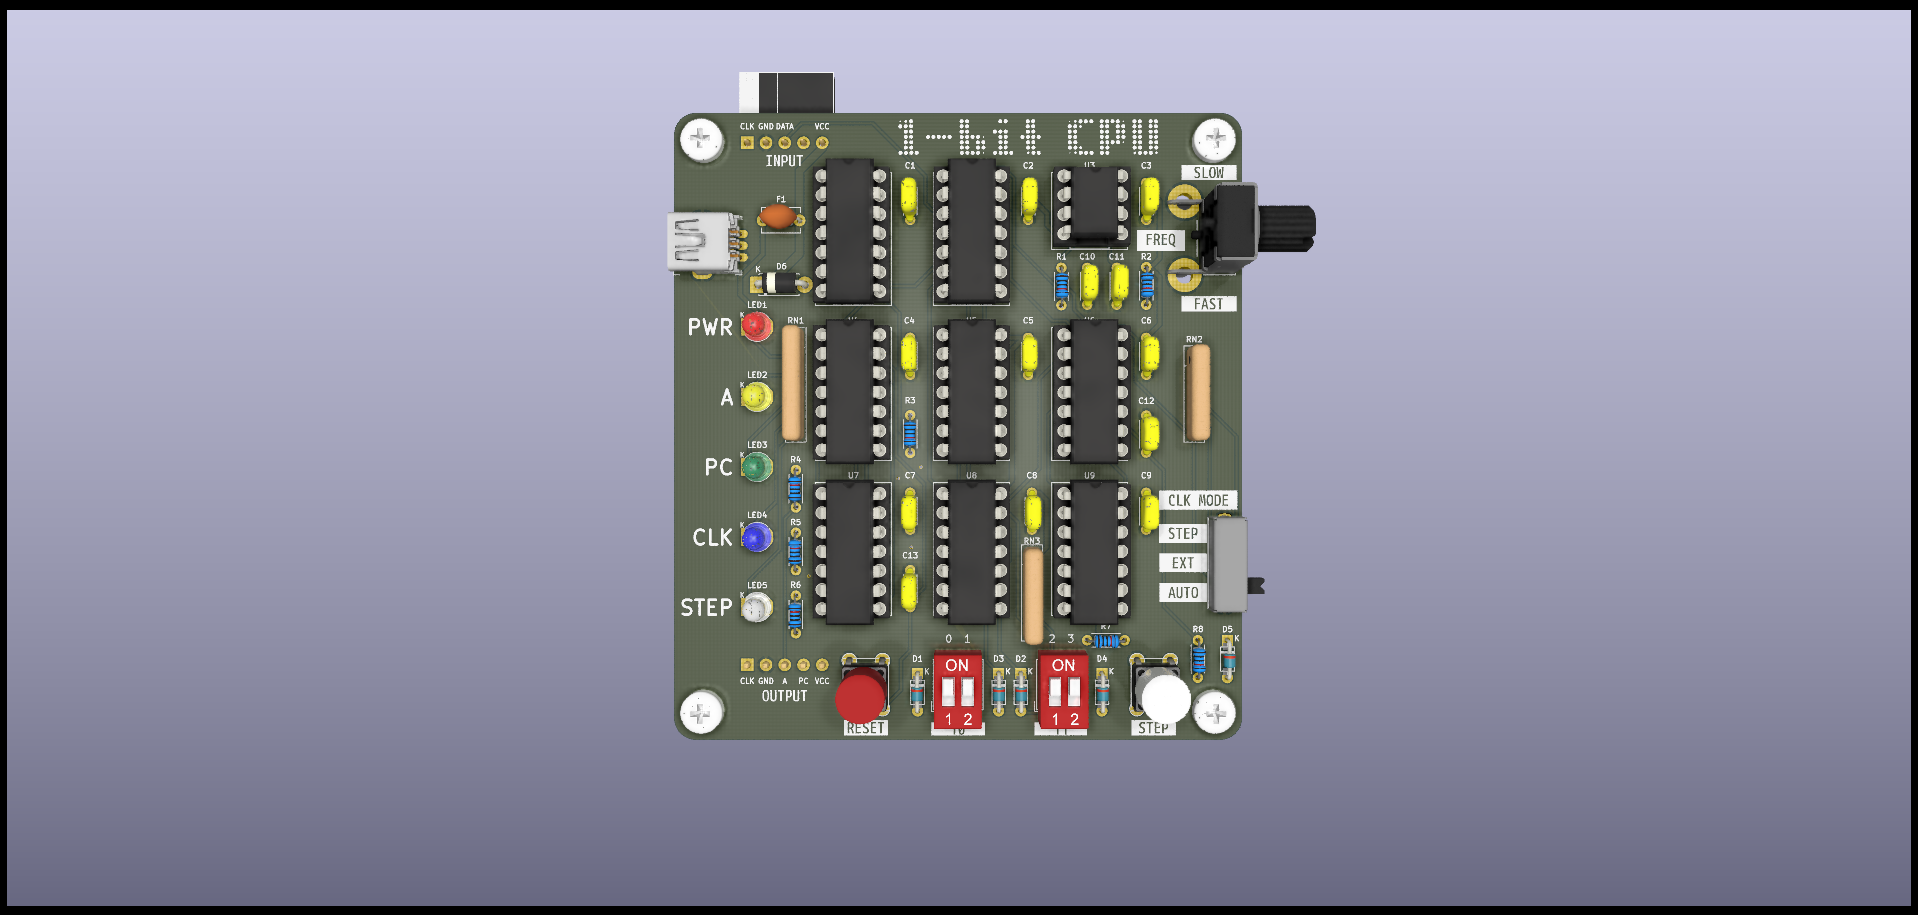 1-bit CPU
CLK GND DATA VCC
INPUT
C1
C2
U3
C3
SLOW
F1
FREQ
K
D6
R1
C10
C11
R2
FAST
LED1
K
PWR
RN1
C4
C5
C6
RN2
LED2
K
A
R3
C12
LED3
K
PC
R4
U7
C7
U8
C8
U9
C9
CLK MODE
LED4
K
CLK
R5
STEP
RN3
C13
EXT
LED5
K
STEP
R6
AUTO
R7
0 1
2 3
R8
D5
K
CLK GND A PC VCC
OUTPUT
D1
K
ON
1 2
D3
K
D2
K
ON
1 2
D4
K
RESET
STEP